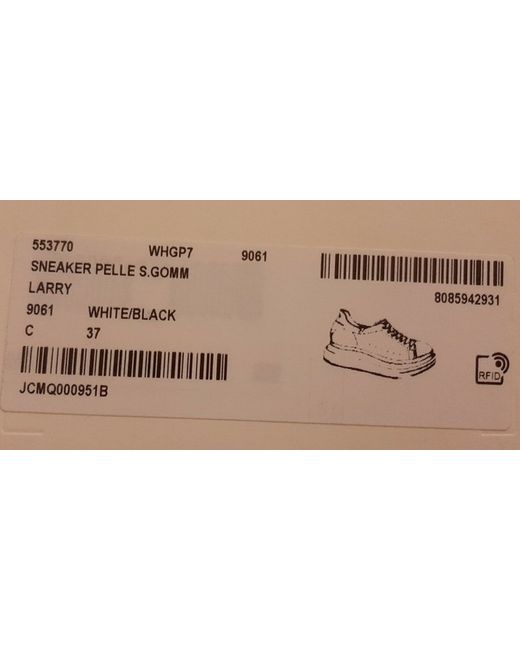 553770 WHGP7 9061
SNEAKER PELLE S.GOMM
LARRY
9061 WHITE/BLACK
C 37
JCMQ000951B
8085942931
RFID